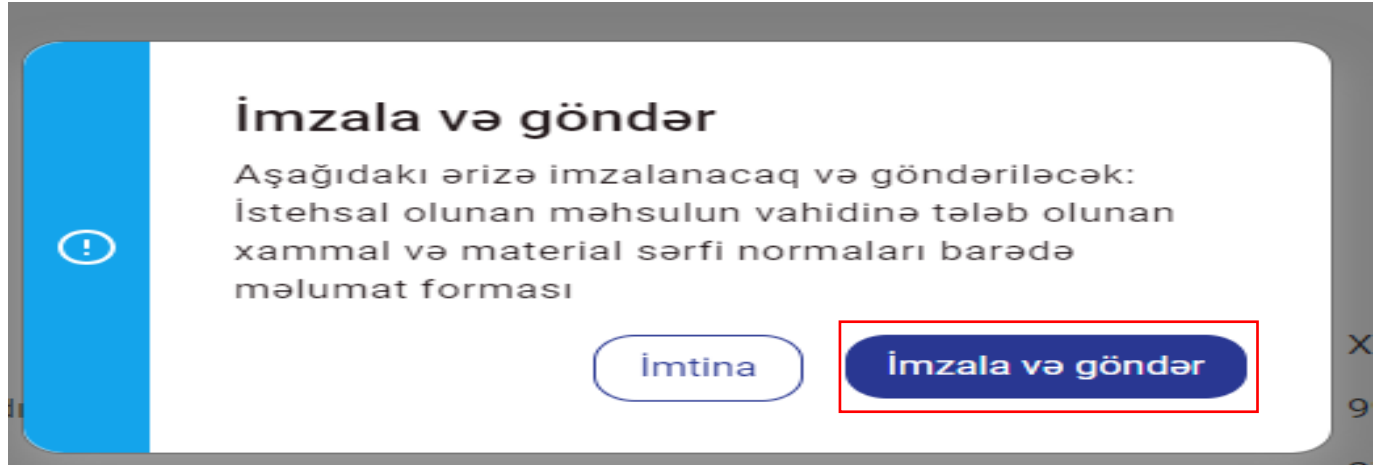 İmzala və göndər
Aşağıdakı ərizə imzalanacaq və göndəriləcək:
İstehsal olunan məhsulun vahidinə tələb olunan
xammal və material sərfi normaları barədə
məlumat forması
İmtina
İmzala və göndər
X
9